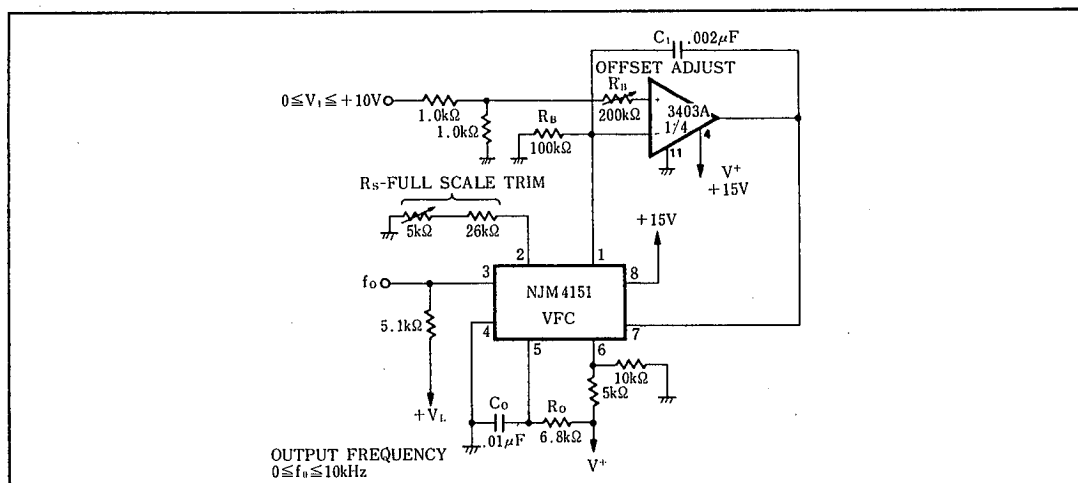 C₁ .002μF
OFFSET ADJUST
0≦V₁≦+10V
R'B
1.0kΩ
200kΩ
1.0kΩ
RB
100kΩ
+
−
3403A
1/4
4
11
V⁺
+15V
RS-FULL SCALE TRIM
5kΩ
26kΩ
+15V
2
1
3
8
f₀
NJM4151
VFC
5.1kΩ
4
7
5
6
10kΩ
5kΩ
+VL
C₀
R₀
.01μF
6.8kΩ
V⁺
OUTPUT FREQUENCY
0≦f₀≦10kHz